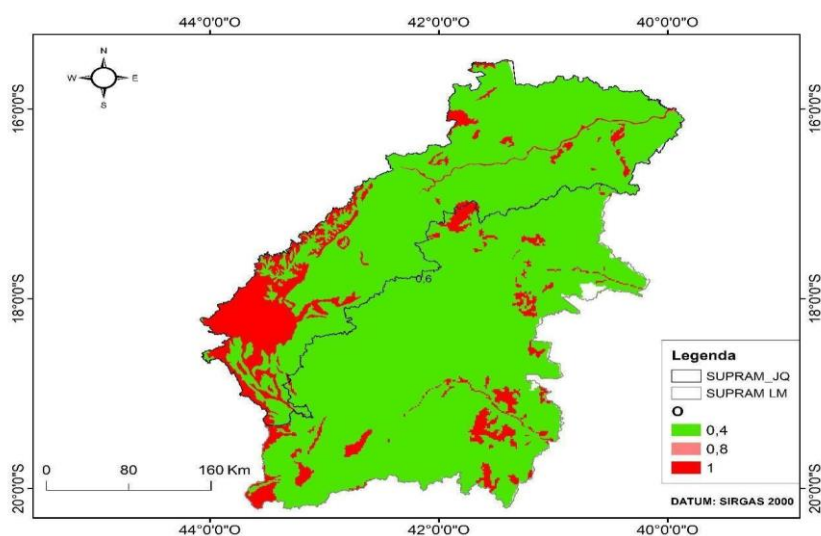 44°0'0"O 42°0'0"O 40°0'0"O
N
W E
S
16°0'0"S 16°0'0"S
0,6
18°0'0"S 18°0'0"S
Legenda
SUPRAM_JQ
SUPRAM LM
O
0,4
0,8
1
0 80 160 Km
DATUM: SIRGAS 2000
20°0'0"S 20°0'0"S
44°0'0"O 42°0'0"O 40°0'0"O